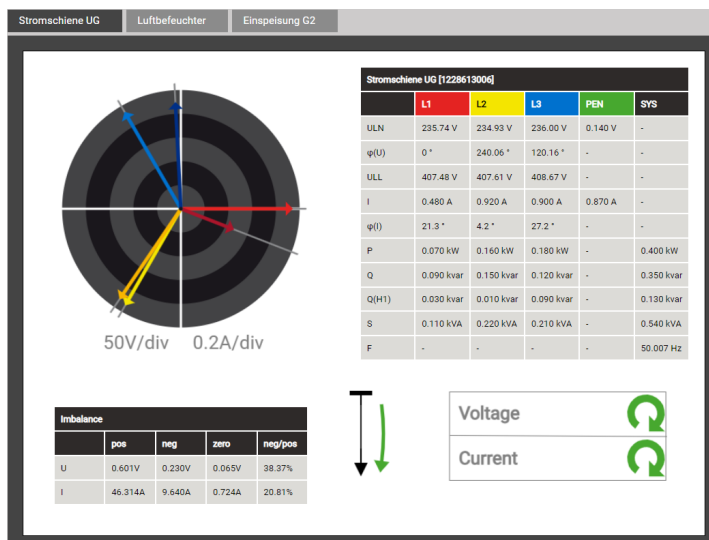 Stromschiene UG Luftbefeuchter Einspeisung G2
Stromschiene UG [1228613006]
L1 L2 L3 PEN SYS
ULN 235.74 V 234.93 V 236.00 V 0.140 V -
φ(U) 0 ° 240.06 ° 120.16 ° - -
ULL 407.48 V 407.61 V 408.67 V - -
I 0.480 A 0.920 A 0.900 A 0.870 A -
φ(I) 21.3 ° 4.2 ° 27.2 ° - -
P 0.070 kW 0.160 kW 0.180 kW - 0.400 kW
Q 0.090 kvar 0.150 kvar 0.120 kvar - 0.350 kvar
Q(H1) 0.030 kvar 0.010 kvar 0.090 kvar - 0.130 kvar
S 0.110 kVA 0.220 kVA 0.210 kVA - 0.540 kVA
F - - - - 50.007 Hz
50V/div 0.2A/div
Imbalance
pos neg zero neg/pos
U 0.601V 0.230V 0.065V 38.37%
I 46.314A 9.640A 0.724A 20.81%
Voltage
Current